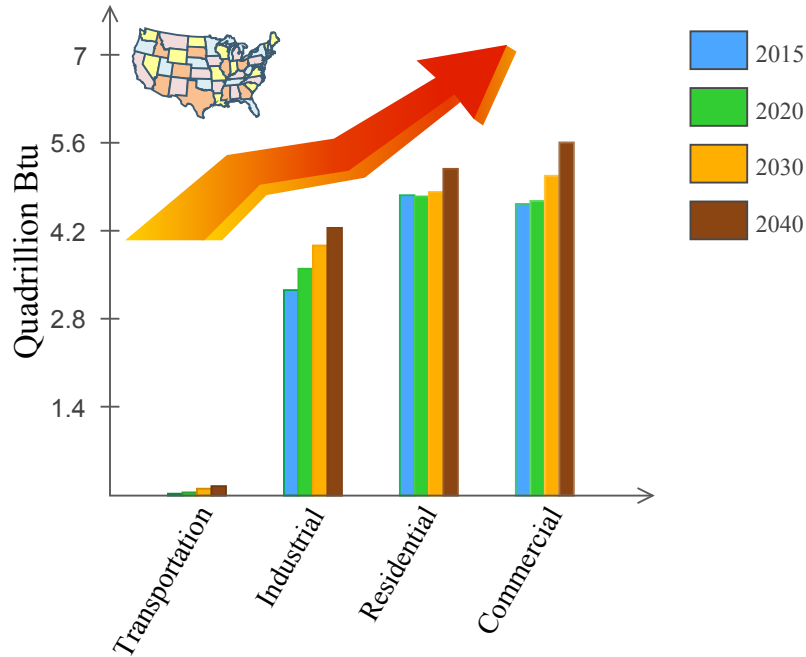 Quadrillion Btu
7
5.6
4.2
2.8
1.4
2015
2020
2030
2040
Transportation
Industrial
Residential
Commercial